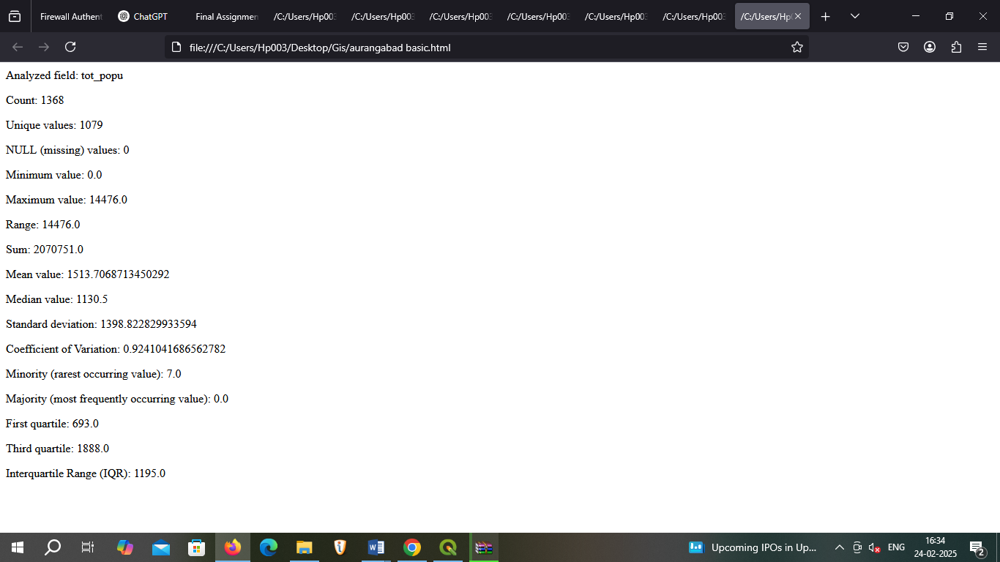 Firewall Authent
ChatGPT
Final Assignmen
/C:/Users/Hp003
/C:/Users/Hp003
/C:/Users/Hp003
/C:/Users/Hp003
/C:/Users/Hp003
/C:/Users/Hp003
/C:/Users/Hp0
file:///C:/Users/Hp003/Desktop/Gis/aurangabad basic.html
Analyzed field: tot_popu
Count: 1368
Unique values: 1079
NULL (missing) values: 0
Minimum value: 0.0
Maximum value: 14476.0
Range: 14476.0
Sum: 2070751.0
Mean value: 1513.7068713450292
Median value: 1130.5
Standard deviation: 1398.822829933594
Coefficient of Variation: 0.9241041686562782
Minority (rarest occurring value): 7.0
Majority (most frequently occurring value): 0.0
First quartile: 693.0
Third quartile: 1888.0
Interquartile Range (IQR): 1195.0
Upcoming IPOs in Up...
ENG
16:34
24-02-2025
2